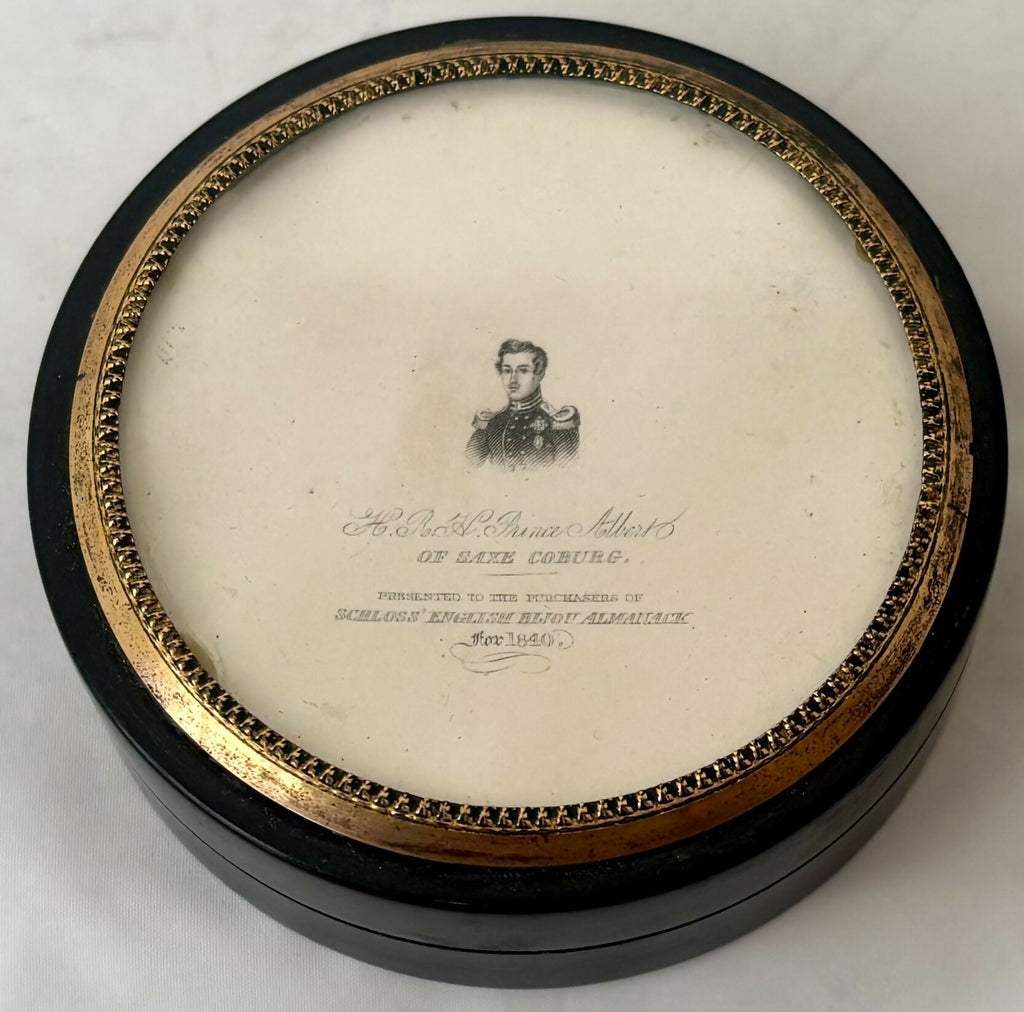 H.R.H. Prince Albert
OF SAXE COBURG.
PRESENTED TO THE PURCHASERS OF
SCHLOSS' ENGLISH BIJOU ALMANACK
For 1840.